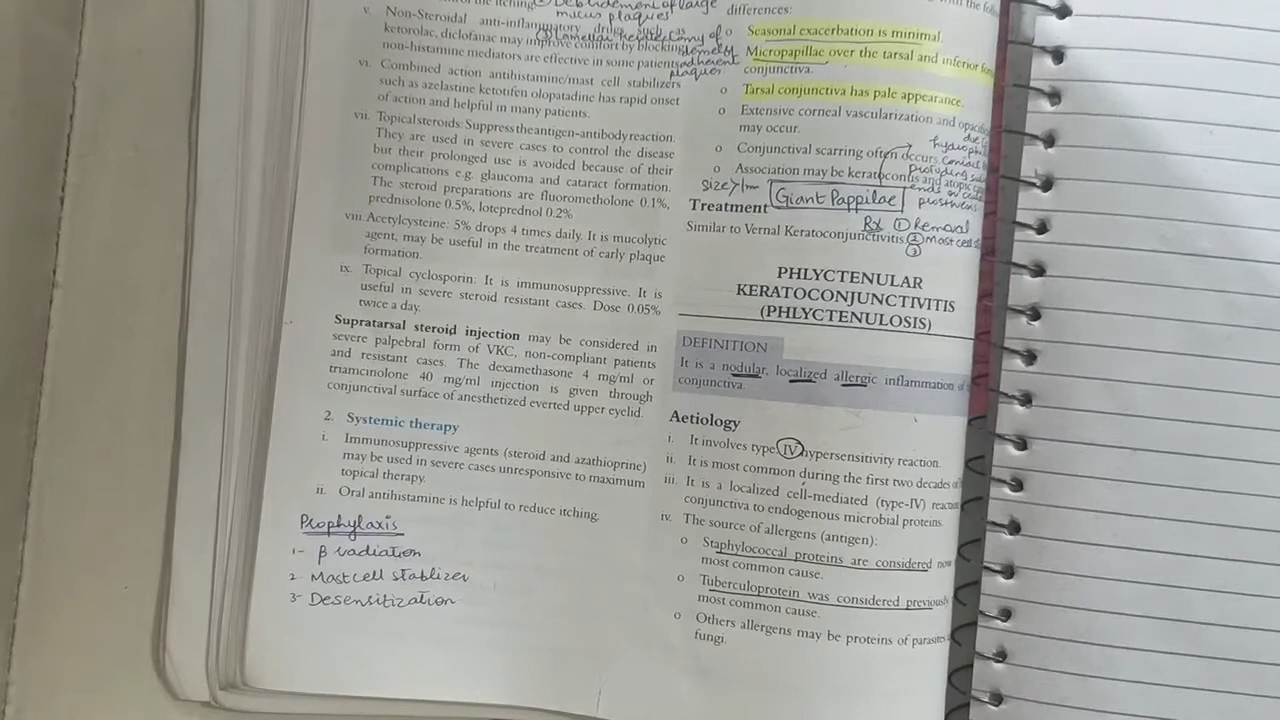 Debridement of large
mucus plaques
v. Non-Steroidal anti-inflammatory drugs such as
ketorolac, diclofanac may improve comfort by blocking
non-histamine mediators are effective in some patients.
adherent
plaques
vi. Combined action antihistamine/mast cell stabilizers
such as azelastine ketotifen olopatadine has rapid onset
of action and helpful in many patients.
vii. Topical steroids: Suppress the antigen-antibody reaction.
They are used in severe cases to control the disease
but their prolonged use is avoided because of their
complications e.g. glaucoma and cataract formation.
The steroid preparations are fluorometholone 0.1%,
prednisolone 0.5%, loteprednol 0.2%
viii. Acetylcysteine: 5% drops 4 times daily. It is mucolytic
agent, may be useful in the treatment of early plaque
formation.
ix. Topical cyclosporin: It is immunosuppressive. It is
useful in severe steroid resistant cases. Dose 0.05%
twice a day.
Supratarsal steroid injection may be considered in
severe palpebral form of VKC, non-compliant patients
and resistant cases. The dexamethasone 4 mg/ml or
triamcinolone 40 mg/ml injection is given through
conjunctival surface of anesthetized everted upper eyelid.
2. Systemic therapy
i. Immunosuppressive agents (steroid and azathioprine)
may be used in severe cases unresponsive to maximum
topical therapy.
ii. Oral antihistamine is helpful to reduce itching.
Prophylaxis
1- β radiation
2. Mast cell stablizer
3- Desensitization
differences:
o Seasonal exacerbation is minimal.
o Micropapillae over the tarsal and inferior
conjunctiva.
o Tarsal conjunctiva has pale appearance.
o Extensive corneal vascularization and
may occur.
o Conjunctival scarring often occurs.
o Association may be keratoconus and atopic
size>1mm Giant Pappilae
prosthesis
Treatment
Rx ① Removal
Similar to Vernal Keratoconjunctivitis. ② Mast cell
③
PHLYCTENULAR
KERATOCONJUNCTIVITIS
(PHLYCTENULOSIS)
DEFINITION
It is a nodular, localized allergic inflammation of
conjunctiva.
Aetiology
i. It involves type IV hypersensitivity reaction.
ii. It is most common during the first two decades
iii. It is a localized cell-mediated (type-IV)
conjunctiva to endogenous microbial proteins.
iv. The source of allergens (antigen):
o Staphylococcal proteins are considered now
most common cause.
o Tuberculoprotein was considered previously
most common cause.
o Others allergens may be proteins of parasites
fungi.